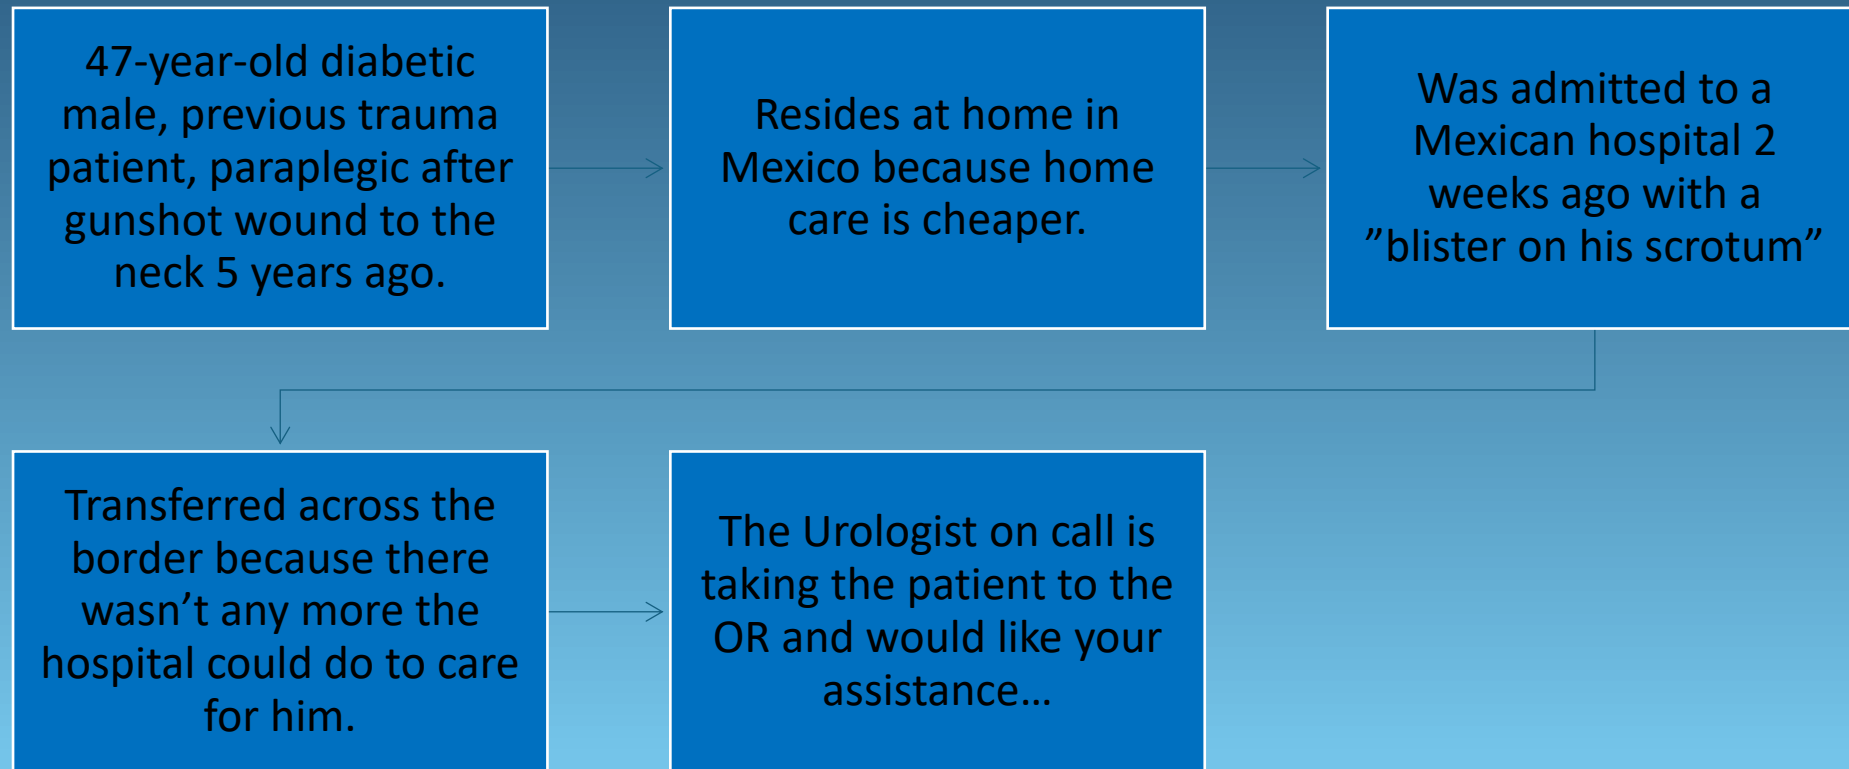 47-year-old diabetic
male, previous trauma
patient, paraplegic after
gunshot wound to the
neck 5 years ago.
Resides at home in
Mexico because home
care is cheaper.
Was admitted to a
Mexican hospital 2
weeks ago with a
”blister on his scrotum”
Transferred across the
border because there
wasn’t any more the
hospital could do to care
for him.
The Urologist on call is
taking the patient to the
OR and would like your
assistance…